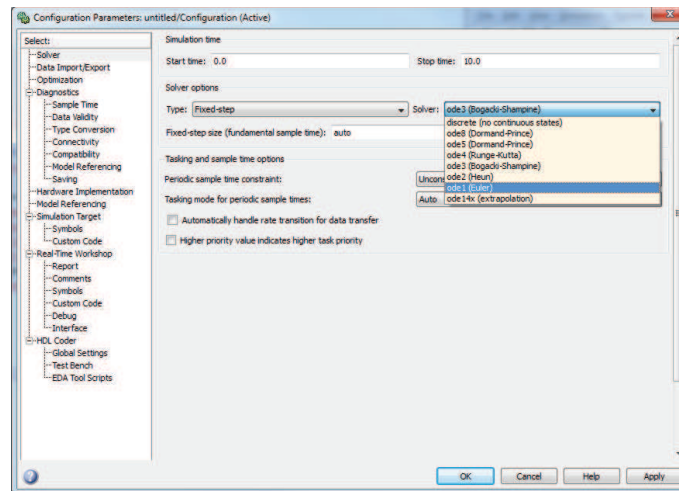 Configuration Parameters: untitled/Configuration (Active)
Select:
Solver
Data Import/Export
Optimization
Diagnostics
Sample Time
Data Validity
Type Conversion
Connectivity
Compatibility
Model Referencing
Saving
Hardware Implementation
Model Referencing
Simulation Target
Symbols
Custom Code
Real-Time Workshop
Report
Comments
Symbols
Custom Code
Debug
Interface
HDL Coder
Global Settings
Test Bench
EDA Tool Scripts
Simulation time
Start time: 0.0 Stop time: 10.0
Solver options
Type: Fixed-step Solver: ode3 (Bogacki-Shampine)
discrete (no continuous states)
ode8 (Dormand-Prince)
ode5 (Dormand-Prince)
ode4 (Runge-Kutta)
ode3 (Bogacki-Shampine)
ode2 (Heun)
ode1 (Euler)
ode14x (extrapolation)
Fixed-step size (fundamental sample time): auto
Tasking and sample time options
Periodic sample time constraint: Uncons
Tasking mode for periodic sample times: Auto
Automatically handle rate transition for data transfer
Higher priority value indicates higher task priority
OK Cancel Help Apply